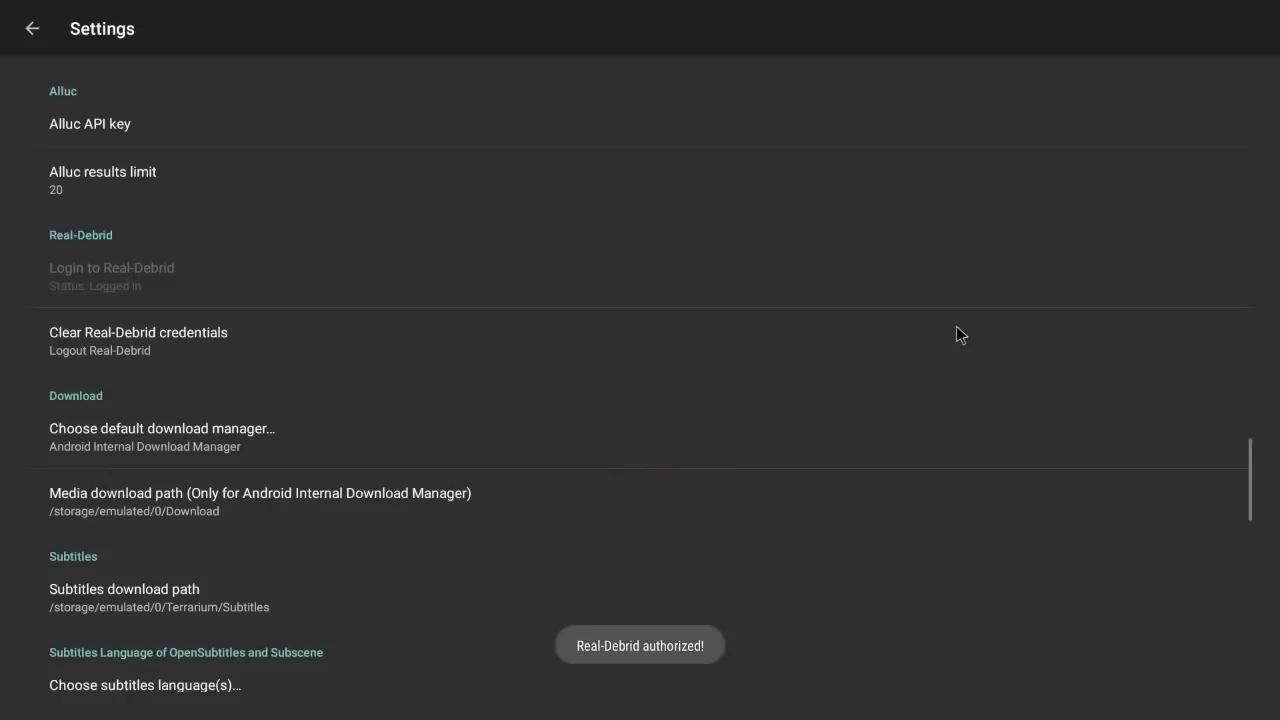 Settings
Alluc
Alluc API key
Alluc results limit
20
Real-Debrid
Login to Real-Debrid
Status: Logged in
Clear Real-Debrid credentials
Logout Real-Debrid
Download
Choose default download manager...
Android Internal Download Manager
Media download path (Only for Android Internal Download Manager)
/storage/emulated/0/Download
Subtitles
Subtitles download path
/storage/emulated/0/Terrarium/Subtitles
Real-Debrid authorized!
Subtitles Language of OpenSubtitles and Subscene
Choose subtitles language(s)...